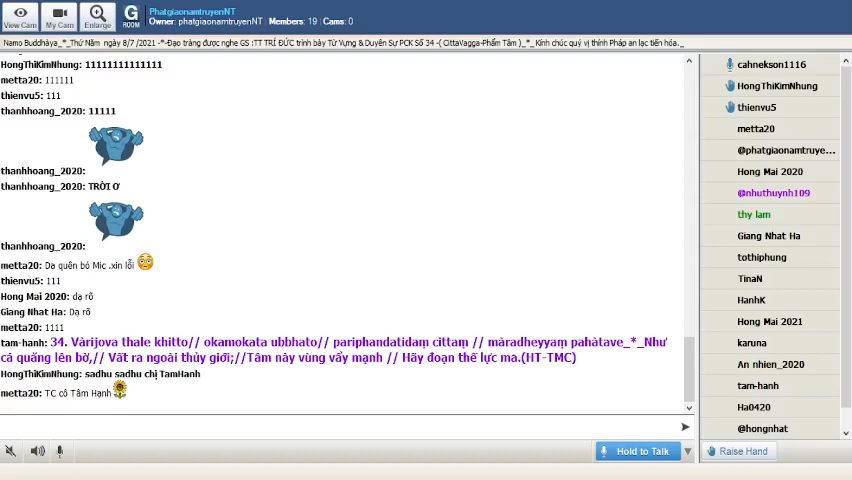 View Cam
My Cam
Enlarge
G
ROOM
PhatgiaonamtruyenNT
Owner: phatgiaonamtruyenNT | Members: 19 | Cams: 0
Namo Buddhàya_*_Thứ Năm ngày 8/7 /2021 -*-Đạo tràng được nghe GS :TT TRÍ ĐỨC trình bày Từ Vựng & Duyên Sự PCK Số 34 -( CittaVagga-Phẩm Tâm )_*_ Kính chúc quý vị thính Pháp an lạc tiến hóa._
HongThiKimNhung: 11111111111111
metta20: 111111
thienvu5: 111
thanhhoang_2020: 11111
thanhhoang_2020:
thanhhoang_2020: TRỜI Ơ
thanhhoang_2020:
metta20: Dạ quên bỏ Mic .xin lỗi
thienvu5: 111
Hong Mai 2020: dạ rõ
Giang Nhat Ha: Dạ rõ
metta20: 1111
tam-hanh: 34. Vàrijova thale khitto// okamokata ubbhato// pariphandatidaṃ cittaṃ // màradheyyaṃ pahàtave_*_Như
cá quăng lên bờ,// Vất ra ngoài thủy giới;//Tâm này vùng vẫy mạnh // Hãy đoạn thế lực ma.(HT-TMC)
HongThiKimNhung: sadhu sadhu chị TamHanh
metta20: TC cô Tâm Hạnh
Hold to Talk
cahnekson1116
HongThiKimNhung
thienvu5
metta20
@phatgiaonamtruye...
Hong Mai 2020
@nhuthuynh109
thy lam
Giang Nhat Ha
tothiphung
TinaN
HanhK
Hong Mai 2021
karuna
An nhien_2020
tam-hanh
Ha0420
@hongnhat
Raise Hand